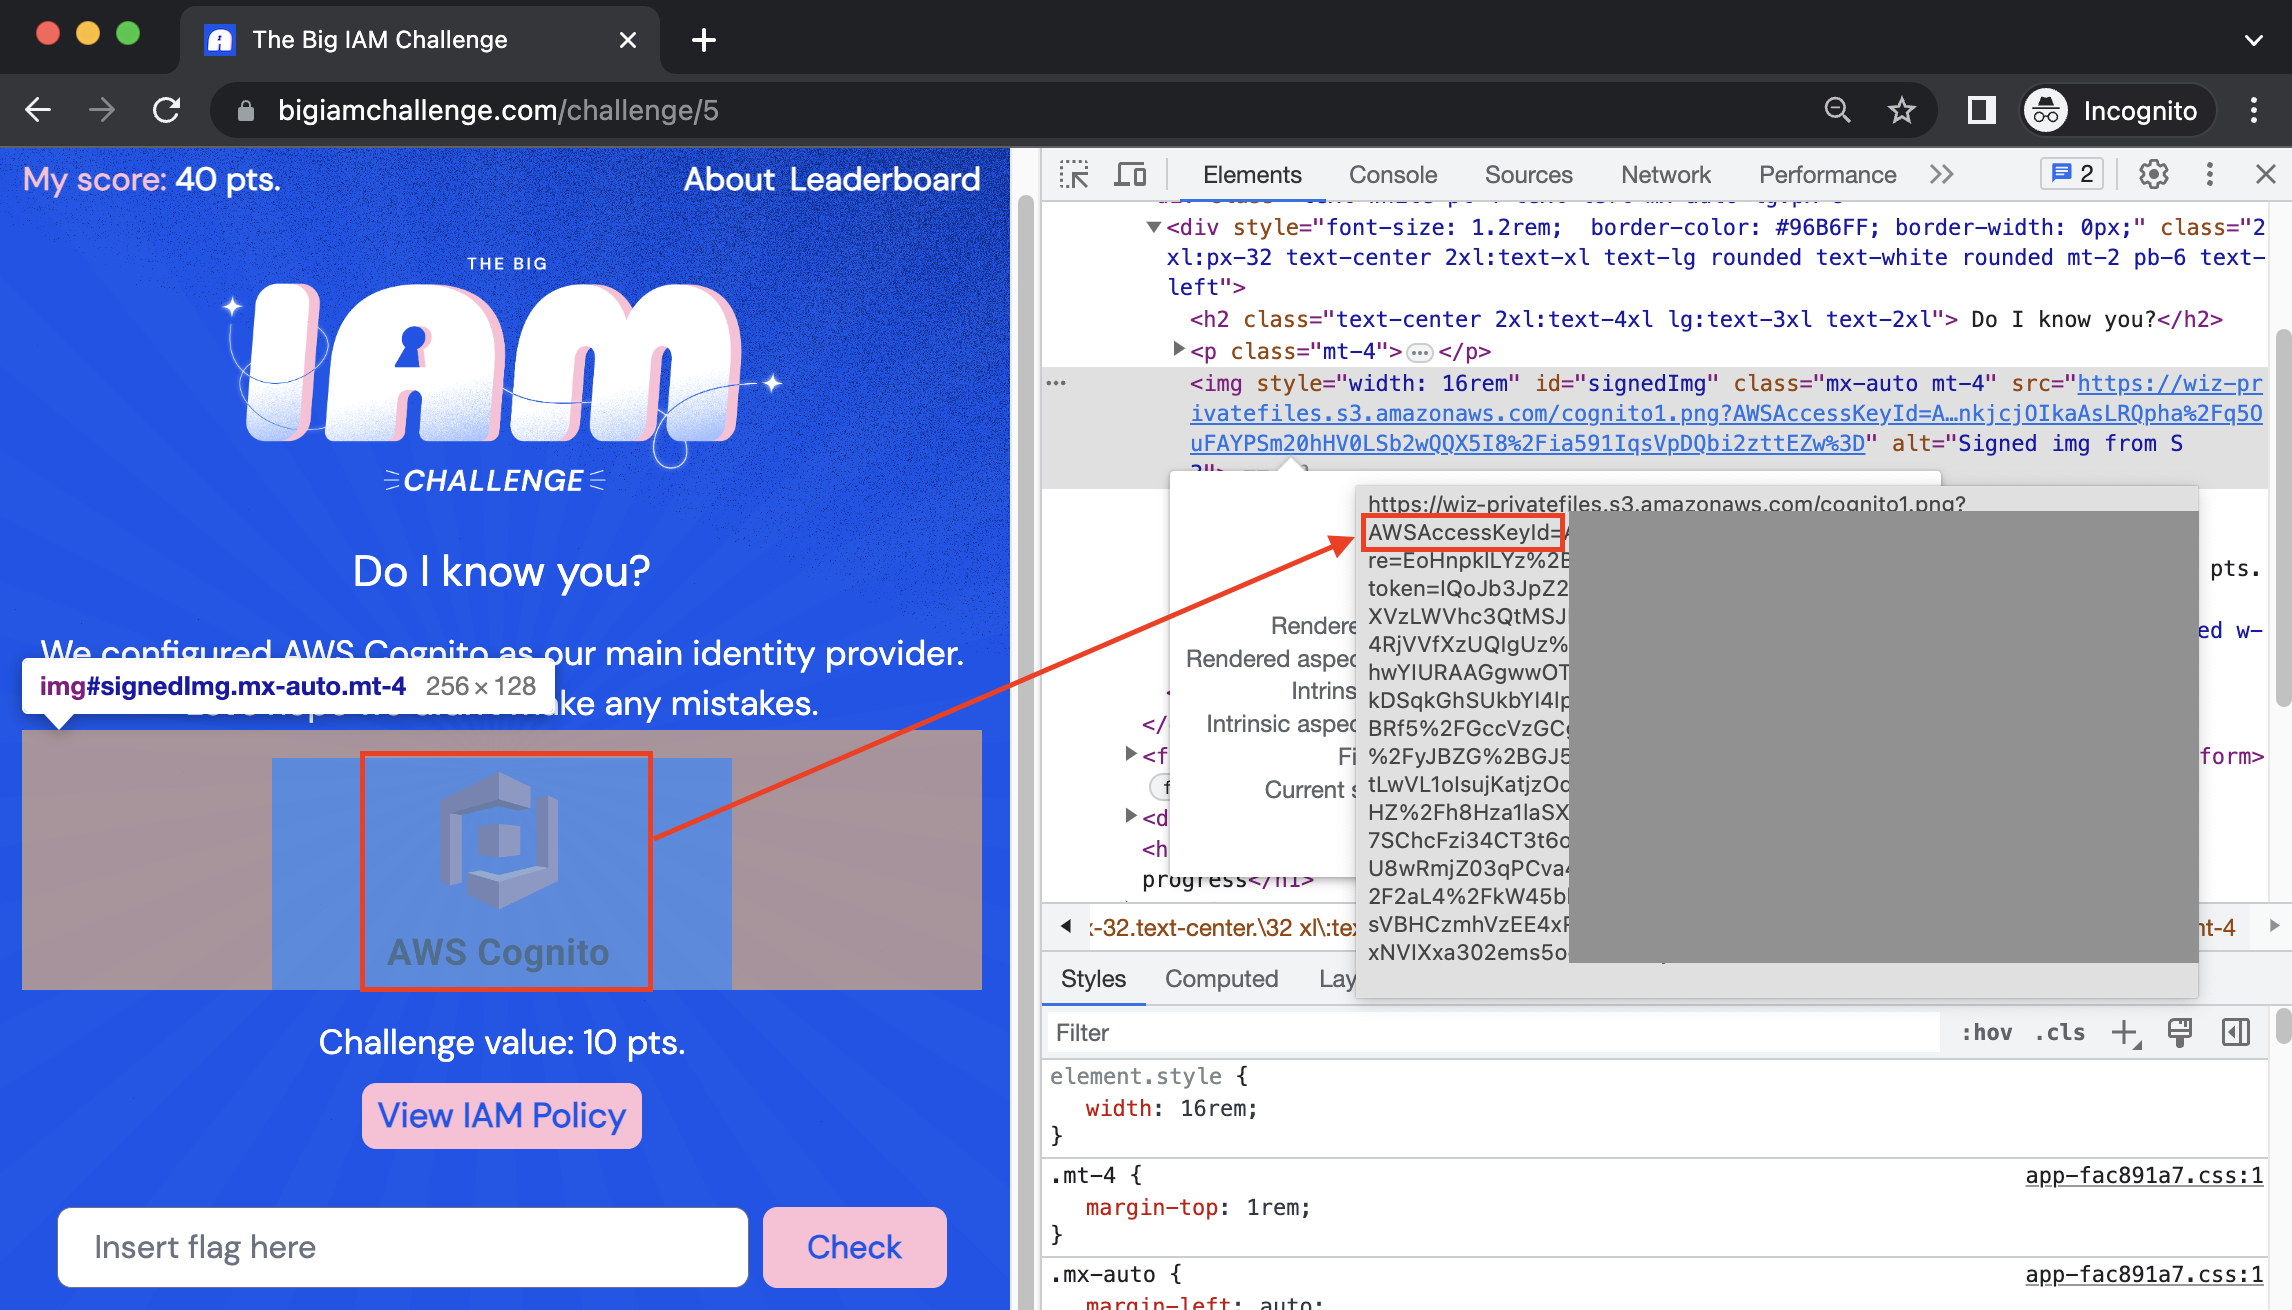 The Big IAM Challenge
bigiamchallenge.com/challenge/5
Incognito
My score: 40 pts.
About Leaderboard
THE BIG
IAM
CHALLENGE
Do I know you?
We configured AWS Cognito as our main identity provider.
make any mistakes.
img#signedImg.mx-auto.mt-4 256×128
AWS Cognito
Challenge value: 10 pts.
View IAM Policy
Insert flag here
Check
Elements Console Sources Network Performance
2
<div style="font-size: 1.2rem; border-color: #96B6FF; border-width: 0px;" class="2
xl:px-32 text-center 2xl:text-xl text-lg rounded text-white rounded mt-2 pb-6 text-
left">
<h2 class="text-center 2xl:text-4xl lg:text-3xl text-2xl"> Do I know you?</h2>
<p class="mt-4">…</p>
<img style="width: 16rem" id="signedImg" class="mx-auto mt-4" src="https://wiz-pr
ivatefiles.s3.amazonaws.com/cognito1.png?AWSAccessKeyId=A…nkjcjOIkaAsLRQpha%2Fq5O
uFAYPSm20hHV0LSb2wQQX5I8%2Fia591IqsVpDQbi2zttEZw%3D" alt="Signed img from S
https://wiz-privatefiles.s3.amazonaws.com/cognito1.png?
AWSAccessKeyId=
re=EoHnpklLYz%2
token=IQoJb3JpZ2
XVzLWVhc3QtMSJ
4RjVVfXzUQIgUz%
hwYIURAAGgwwOT
kDSqkGhSUkbYl4lp
BRf5%2FGccVzGC
%2FyJBZG%2BGJ5
tLwVL1oIsujKatjzO
HZ%2Fh8Hza1laSX
7SChcFzi34CT3t6
U8wRmjZ03qPCva
2F2aL4%2FkW45b
sVBHCzmhVzEE4x
xNVIXxa302ems5o
Rendere
Rendered aspec
Intrins
Intrinsic aspec
Fi
Current s
pts.
ed w-
</
<f
form>
f
<d
<h
progress</h1>
-32.text-center.\32 xl\:te
nt-4
Styles Computed Lay
Filter
:hov .cls
element.style {
width: 16rem;
}
.mt-4 {
app-fac891a7.css:1
margin-top: 1rem;
}
.mx-auto {
app-fac891a7.css:1
margin-left: auto;